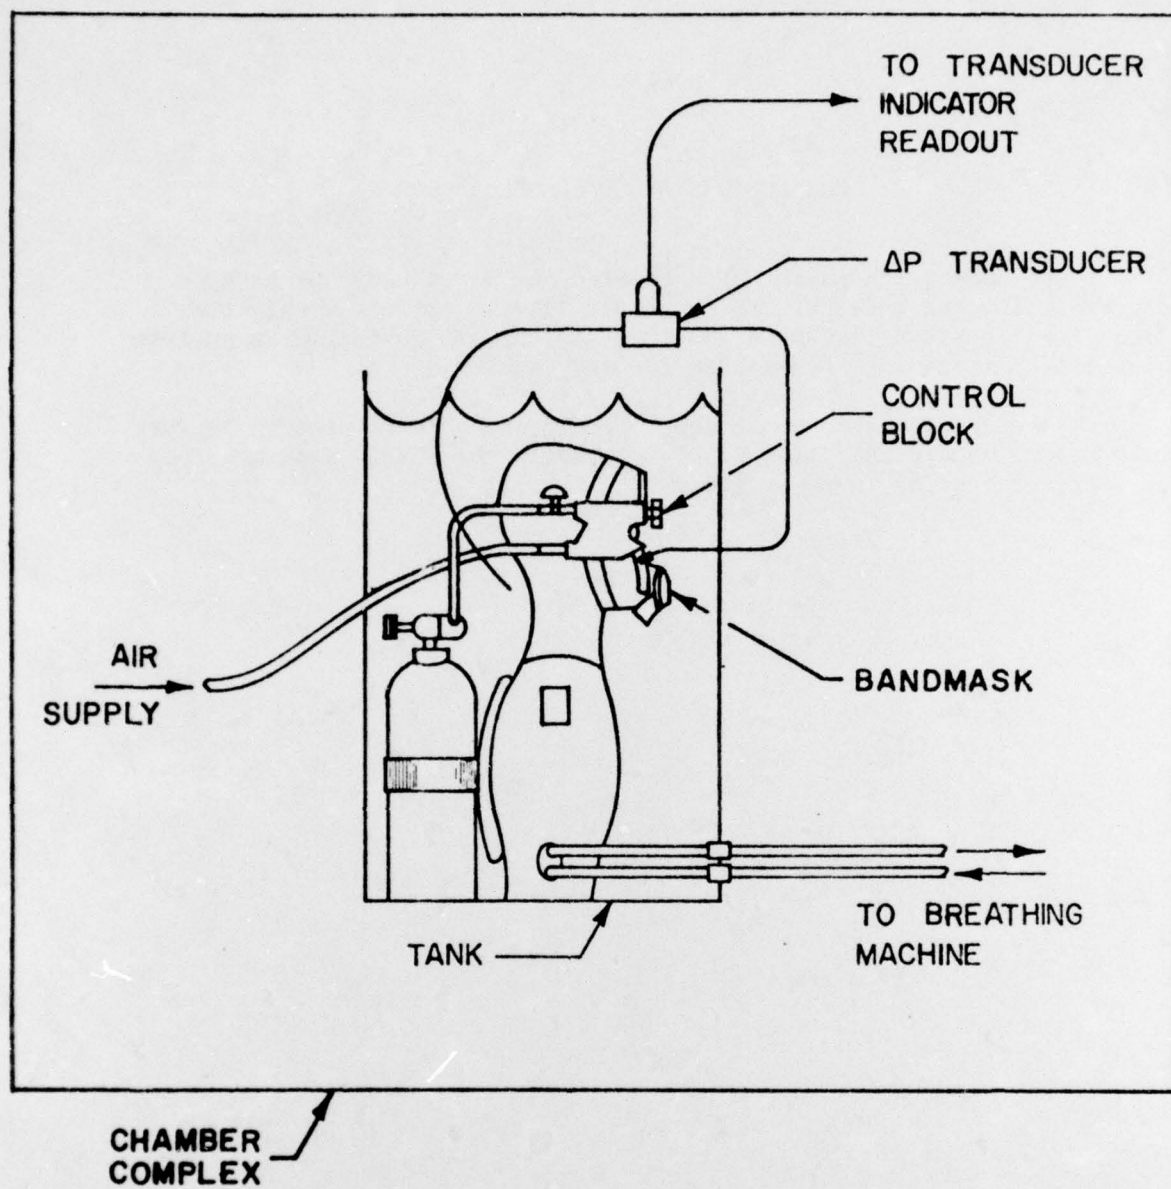 TO TRANSDUCER
INDICATOR
READOUT
ΔP TRANSDUCER
CONTROL
BLOCK
AIR
SUPPLY
BANDMASK
TO BREATHING
MACHINE
TANK
CHAMBER
COMPLEX